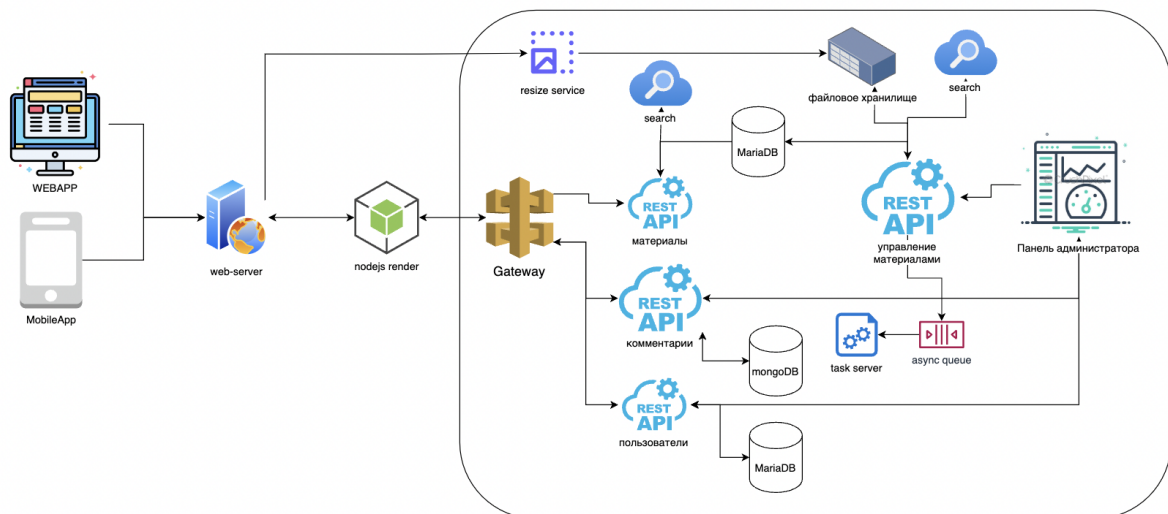 resize service
файловое хранилище
search
search
MariaDB
WEBAPP
REST
API
материалы
REST
API
управление
материалами
Панель администратора
web-server
nodejs render
Gateway
MobileApp
REST
API
комментарии
mongoDB
task server
async queue
REST
API
пользователи
MariaDB